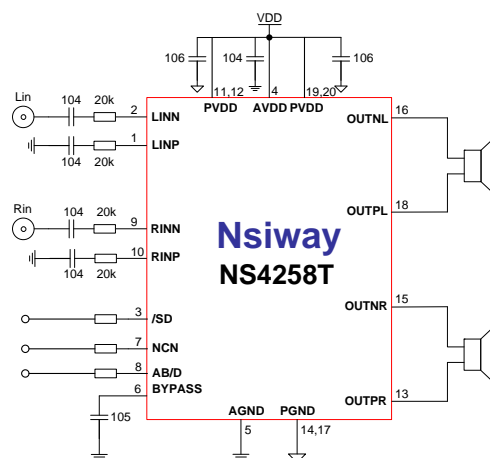 VDD
106
104
106
11,12
4
19,20
PVDD
AVDD
PVDD
Lin
104
20k
2
LINN
OUTNL
16
1
LINP
104
20k
Rin
104
20k
9
RINN
OUTPL
18
10
RINP
104
20k
Nsiway
NS4258T
OUTNR
15
3
/SD
7
NCN
8
AB/D
6
BYPASS
OUTPR
13
105
AGND
PGND
5
14,17